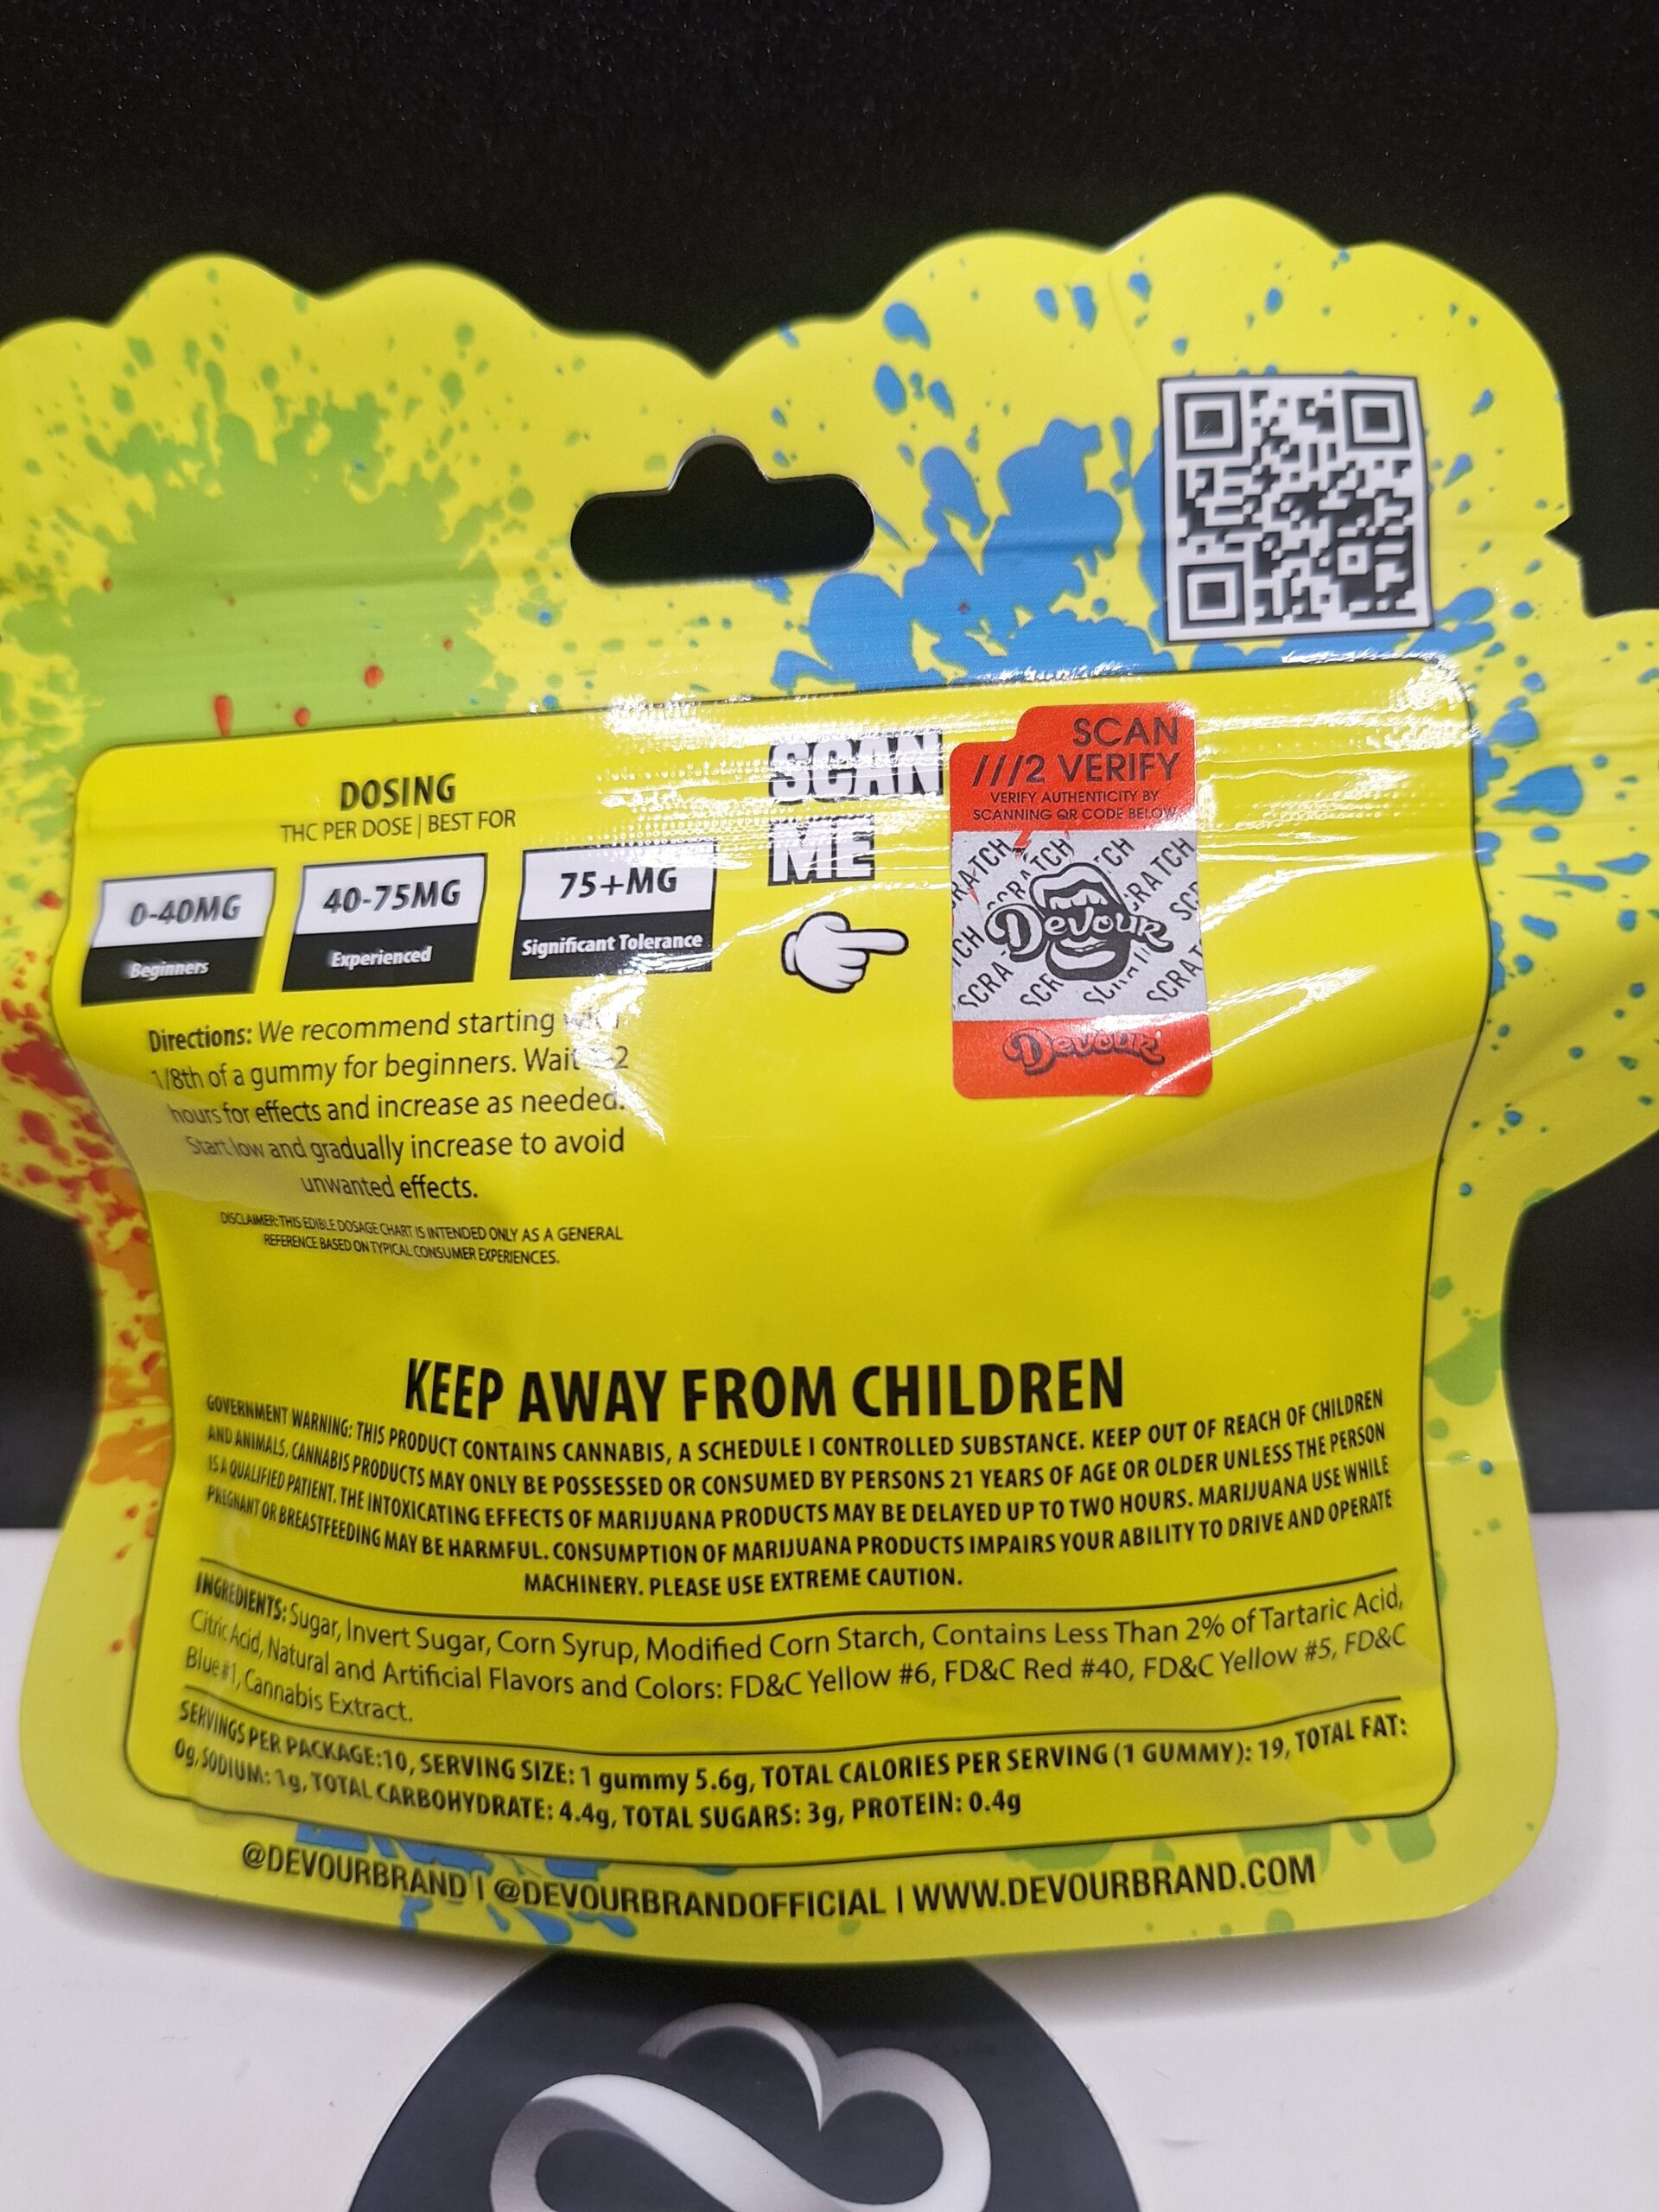 SCAN
///2 VERIFY
VERIFY AUTHENTICITY BY
SCANNING QR CODE BELOW
SCRATCH
Devour
Devour
SCAN
ME
DOSING
THC PER DOSE | BEST FOR
0-40MG
Beginners
40-75MG
Experienced
75+MG
Significant Tolerance
Directions: We recommend starting with
1/8th of a gummy for beginners. Wait 2
hours for effects and increase as needed.
Start low and gradually increase to avoid
unwanted effects.
DISCLAIMER: THIS EDIBLE DOSAGE CHART IS INTENDED ONLY AS A GENERAL
REFERENCE BASED ON TYPICAL CONSUMER EXPERIENCES.
KEEP AWAY FROM CHILDREN
GOVERNMENT WARNING: THIS PRODUCT CONTAINS CANNABIS, A SCHEDULE I CONTROLLED SUBSTANCE. KEEP OUT OF REACH OF CHILDREN
AND ANIMALS. CANNABIS PRODUCTS MAY ONLY BE POSSESSED OR CONSUMED BY PERSONS 21 YEARS OF AGE OR OLDER UNLESS THE PERSON
IS A QUALIFIED PATIENT. THE INTOXICATING EFFECTS OF MARIJUANA PRODUCTS MAY BE DELAYED UP TO TWO HOURS. MARIJUANA USE WHILE
PREGNANT OR BREASTFEEDING MAY BE HARMFUL. CONSUMPTION OF MARIJUANA PRODUCTS IMPAIRS YOUR ABILITY TO DRIVE AND OPERATE
MACHINERY. PLEASE USE EXTREME CAUTION.
INGREDIENTS: Sugar, Invert Sugar, Corn Syrup, Modified Corn Starch, Contains Less Than 2% of Tartaric Acid,
Citric Acid, Natural and Artificial Flavors and Colors: FD&C Yellow #6, FD&C Red #40, FD&C Yellow #5, FD&C
Blue #1, Cannabis Extract.
SERVINGS PER PACKAGE:10, SERVING SIZE: 1 gummy 5.6g, TOTAL CALORIES PER SERVING (1 GUMMY): 19, TOTAL FAT:
0g, SODIUM: 1g, TOTAL CARBOHYDRATE: 4.4g, TOTAL SUGARS: 3g, PROTEIN: 0.4g
@DEVOURBRAND | @DEVOURBRANDOFFICIAL | WWW.DEVOURBRAND.COM